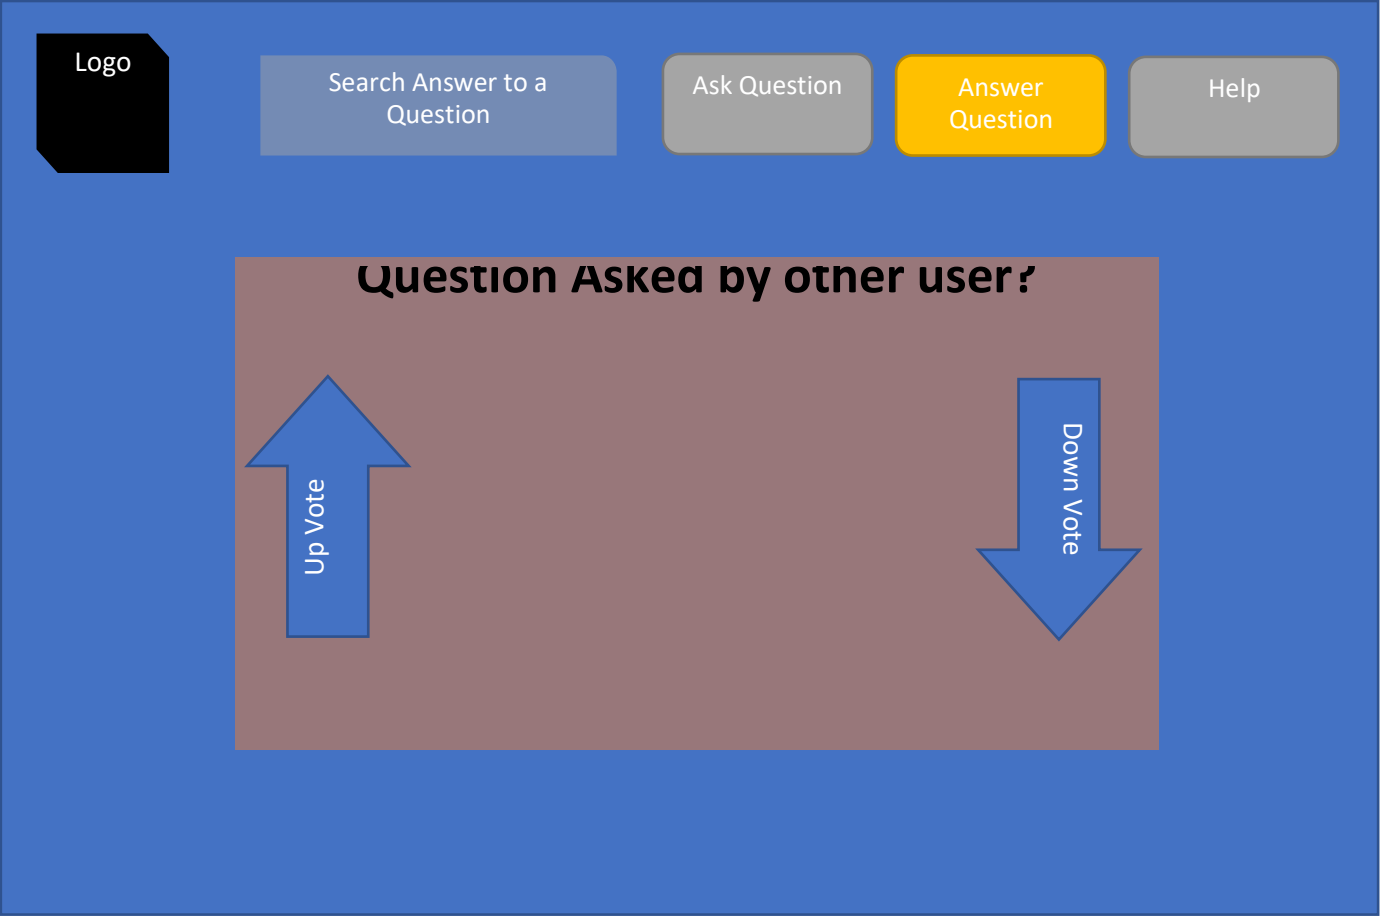 Logo
Search Answer to a
Question
Ask Question
Answer
Question
Help
Question Asked by other user?
Up Vote
Down Vote